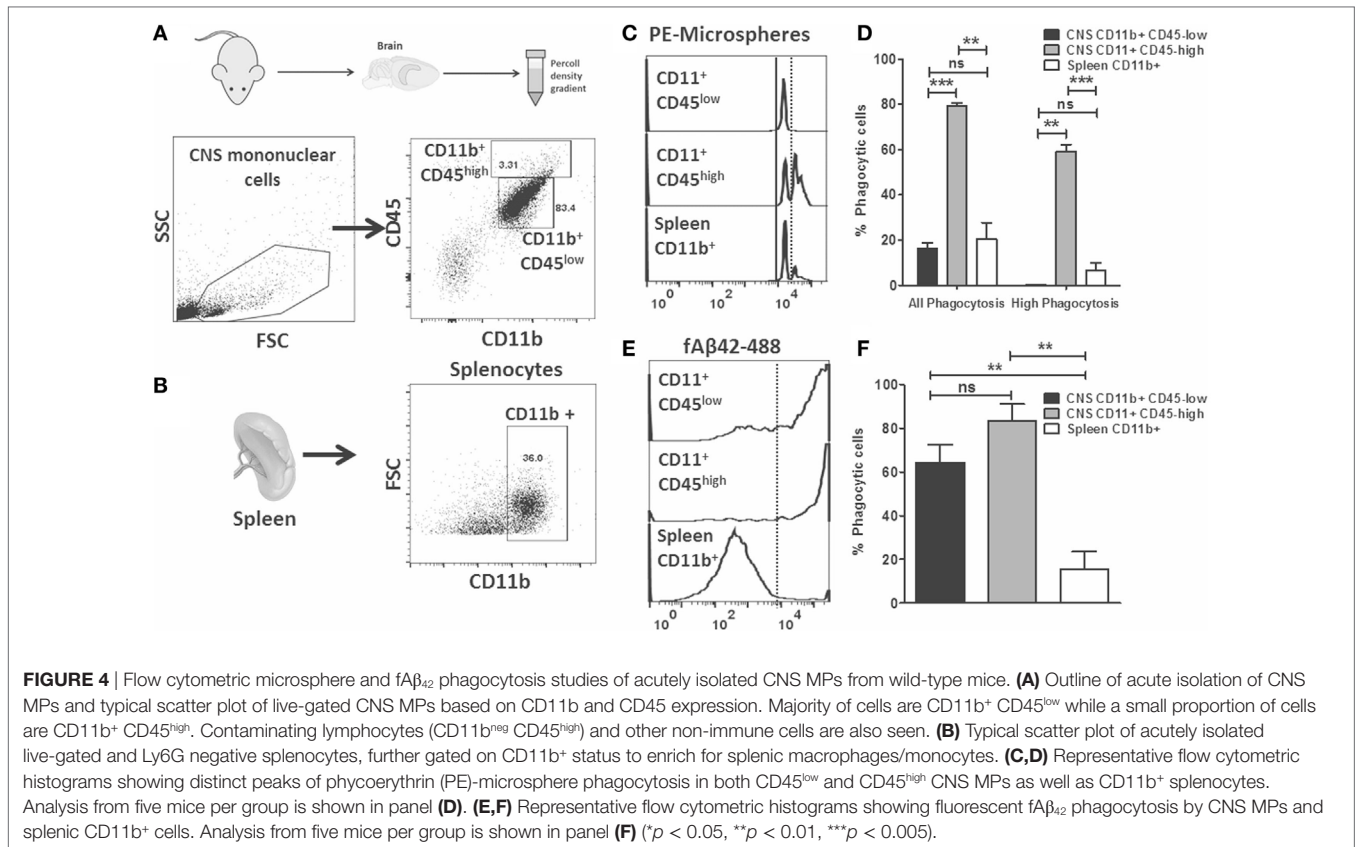 A
Brain
Percoll
density
gradient
CNS mononuclear
cells
SSC
FSC
CD11b⁺
CD45ʰⁱᵍʰ
3.31
83.4
CD11b⁺
CD45ˡᵒʷ
CD45
CD11b
B
Spleen
Splenocytes
CD11b +
36.0
FSC
CD11b
C
PE-Microspheres
CD11⁺
CD45ˡᵒʷ
CD11⁺
CD45ʰⁱᵍʰ
Spleen
CD11b⁺
10⁰ 10² 10⁴
D
CNS CD11b+ CD45-low
CNS CD11+ CD45-high
Spleen CD11b+
** 
ns
***
***
ns
**
% Phagocytic cells
100
80
60
40
20
0
All Phagocytosis High Phagocytosis
E
fAβ42-488
CD11⁺
CD45ˡᵒʷ
CD11⁺
CD45ʰⁱᵍʰ
Spleen
CD11b⁺
10⁰ 10² 10⁴
F
**
**
ns
CNS CD11b+ CD45-low
CNS CD11+ CD45-high
Spleen CD11b+
% Phagocytic cells
100
80
60
40
20
0
FIGURE 4 | Flow cytometric microsphere and fAβ₄₂ phagocytosis studies of acutely isolated CNS MPs from wild-type mice. (A) Outline of acute isolation of CNS
MPs and typical scatter plot of live-gated CNS MPs based on CD11b and CD45 expression. Majority of cells are CD11b⁺ CD45ˡᵒʷ while a small proportion of cells
are CD11b⁺ CD45ʰⁱᵍʰ. Contaminating lymphocytes (CD11bⁿᵉᵍ CD45ʰⁱᵍʰ) and other non-immune cells are also seen. (B) Typical scatter plot of acutely isolated
live-gated and Ly6G negative splenocytes, further gated on CD11b⁺ status to enrich for splenic macrophages/monocytes. (C,D) Representative flow cytometric
histograms showing distinct peaks of phycoerythrin (PE)-microsphere phagocytosis in both CD45ˡᵒʷ and CD45ʰⁱᵍʰ CNS MPs as well as CD11b⁺ splenocytes.
Analysis from five mice per group is shown in panel (D). (E,F) Representative flow cytometric histograms showing fluorescent fAβ₄₂ phagocytosis by CNS MPs and
splenic CD11b⁺ cells. Analysis from five mice per group is shown in panel (F) (*p < 0.05, **p < 0.01, ***p < 0.005).